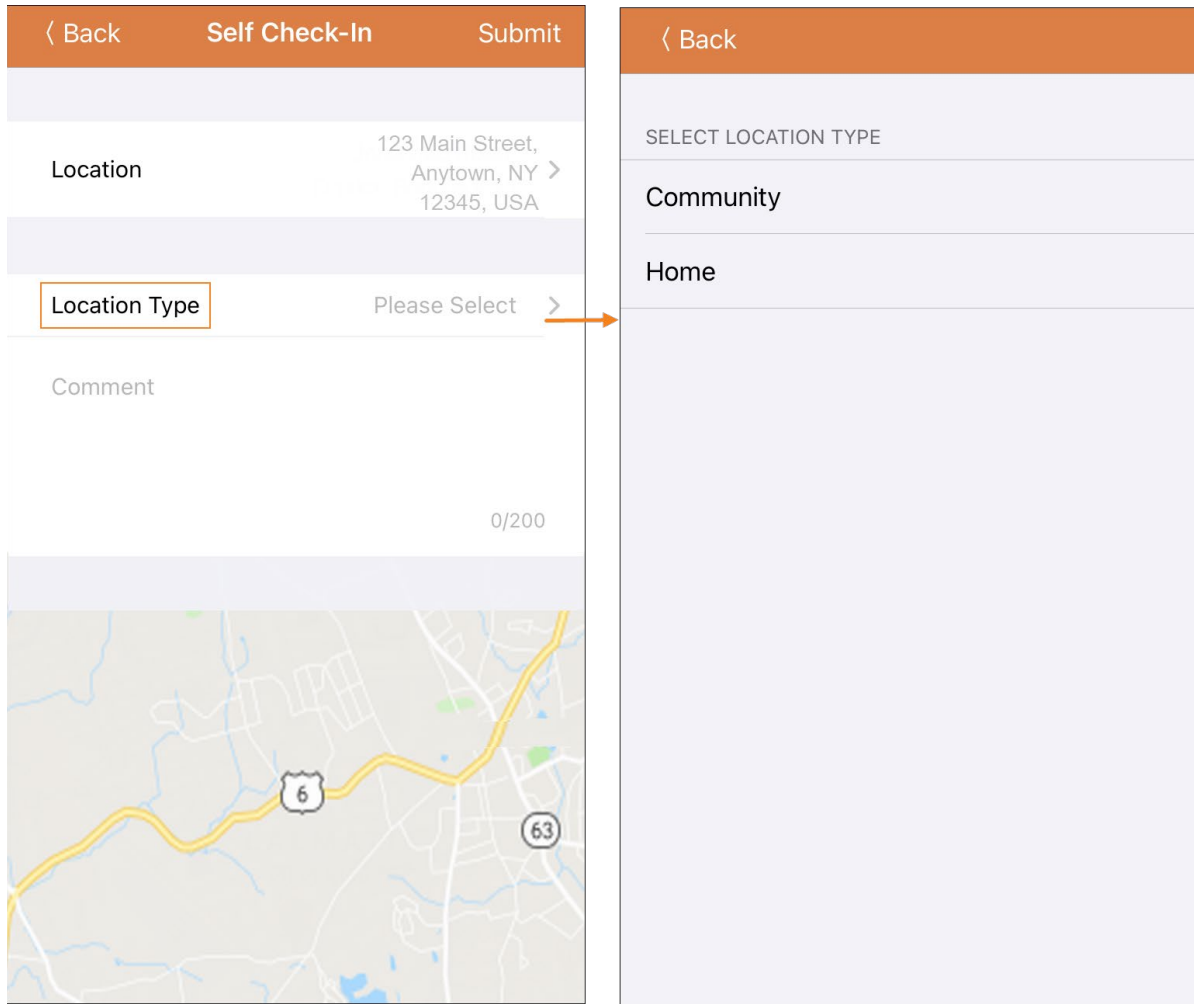 〈 Back Self Check-In Submit
Location
123 Main Street,
Anytown, NY
12345, USA
Location Type Please Select
Comment
0/200
6
63
〈 Back
SELECT LOCATION TYPE
Community
Home